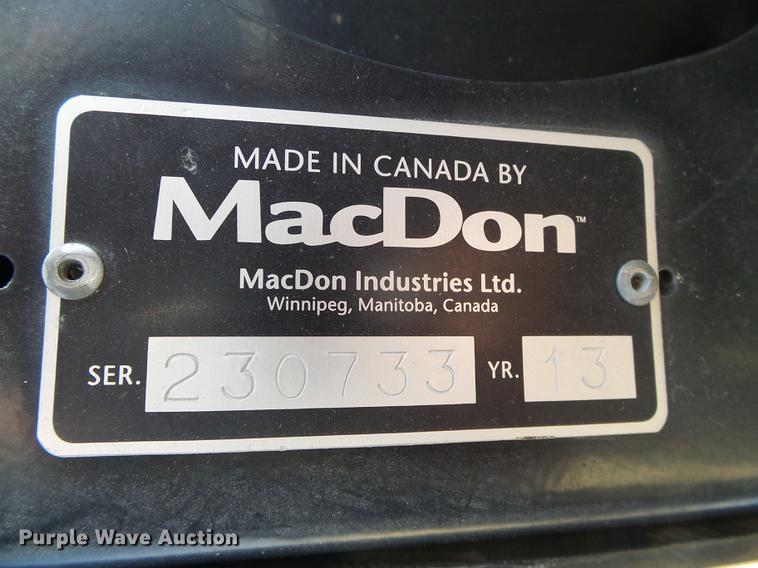 MADE IN CANADA BY
MacDon™
MacDon Industries Ltd.
Winnipeg, Manitoba, Canada
SER. 230733 YR. 13
Purple Wave Auction